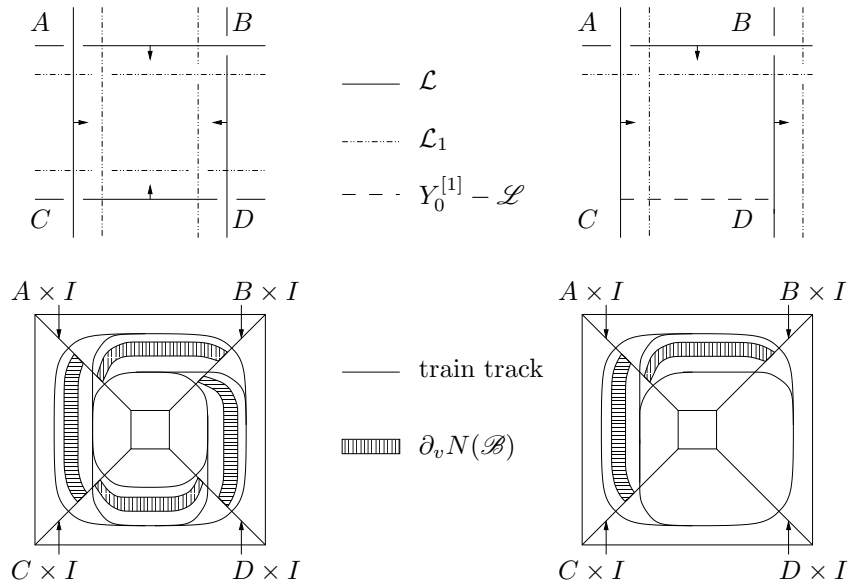 A B A B
ℒ
ℒ₁
Y₀^[1] − ℒ
C D C D
A × I B × I A × I B × I
train track
∂ᵥN(ℬ)
C × I D × I C × I D × I